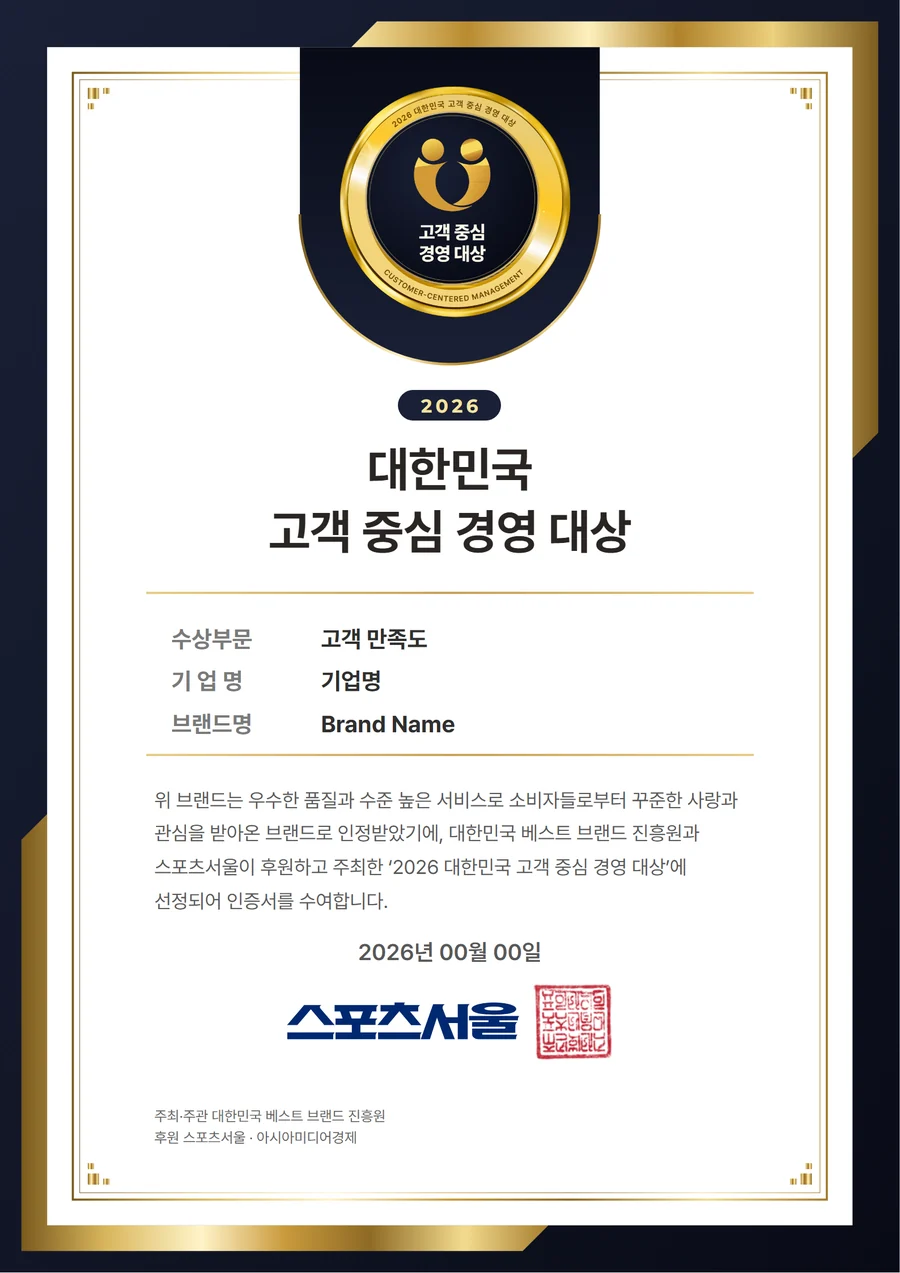 2026 대한민국 고객 중심 경영 대상
고객 중심
경영 대상
CUSTOMER-CENTERED MANAGEMENT
2026
대한민국
고객 중심 경영 대상
수상부문 고객 만족도
기 업 명 기업명
브랜드명 Brand Name
위 브랜드는 우수한 품질과 수준 높은 서비스로 소비자들로부터 꾸준한 사랑과
관심을 받아온 브랜드로 인정받았기에, 대한민국 베스트 브랜드 진흥원과
스포츠서울이 후원하고 주최한 ‘2026 대한민국 고객 중심 경영 대상’에
선정되어 인증서를 수여합니다.
2026년 00월 00일
스포츠서울
주최·주관 대한민국 베스트 브랜드 진흥원
후원 스포츠서울 · 아시아미디어경제